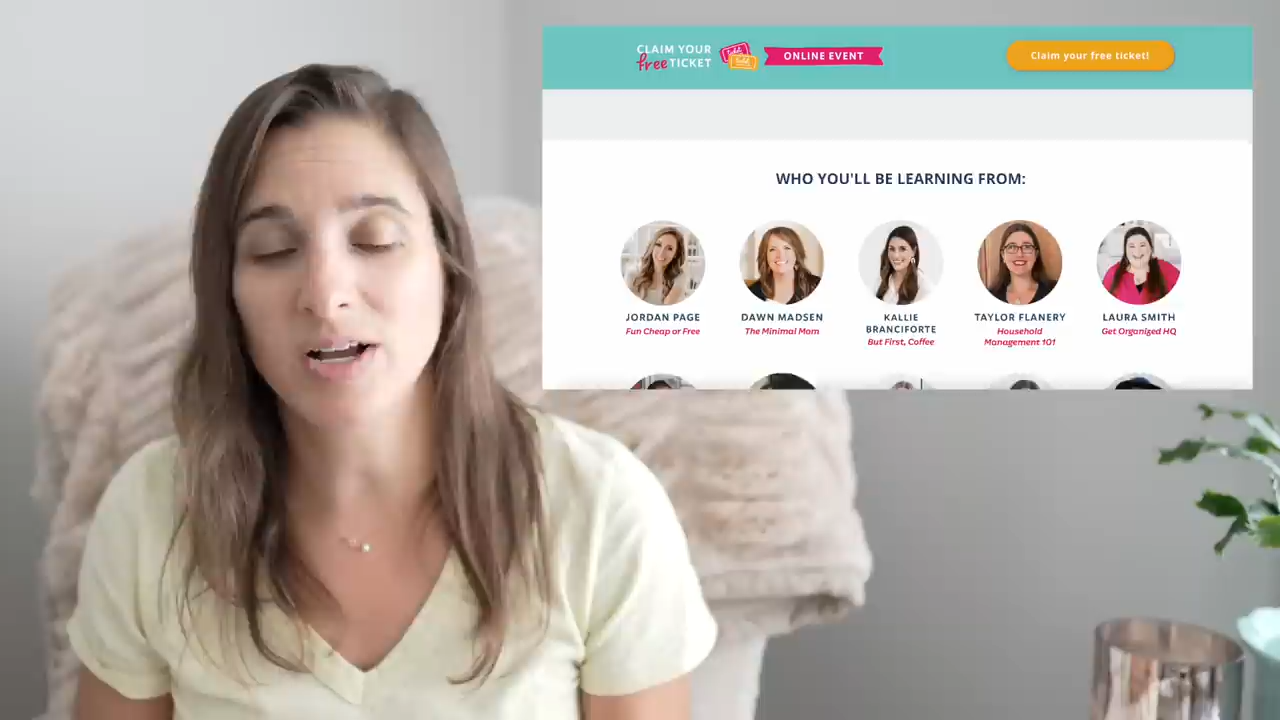 CLAIM YOUR
free TICKET
ONLINE EVENT
Claim your free ticket!
WHO YOU'LL BE LEARNING FROM:
JORDAN PAGE
Fun Cheap or Free
DAWN MADSEN
The Minimal Mom
KALLIE
BRANCIFORTE
But First, Coffee
TAYLOR FLANERY
Household
Management 101
LAURA SMITH
Get Organized HQ